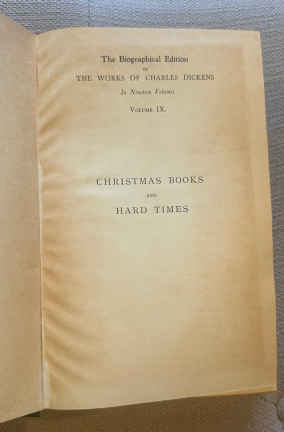 The Biographical Edition
OF
THE WORKS OF CHARLES DICKENS
In Nineteen Volumes
VOLUME IX.
CHRISTMAS BOOKS
AND
HARD TIMES